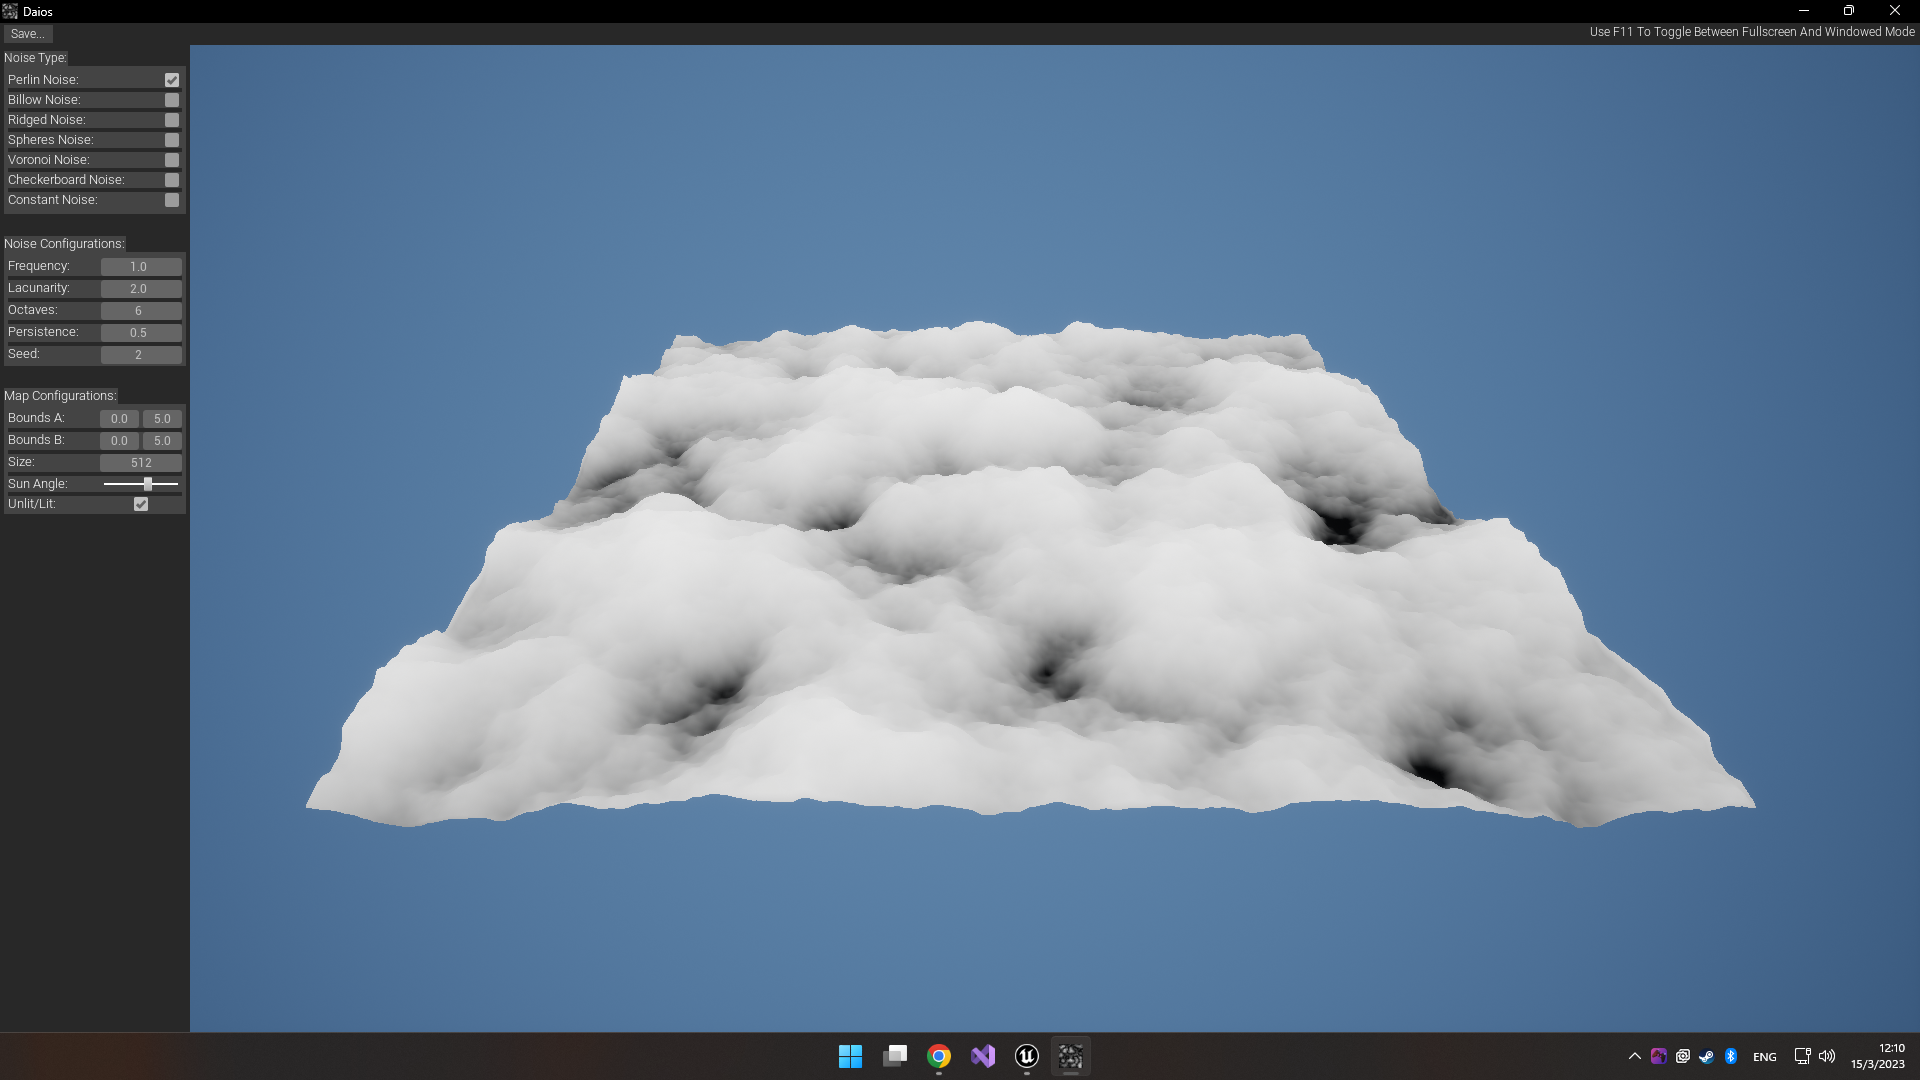 Daios
Save...
Use F11 To Toggle Between Fullscreen And Windowed Mode
Noise Type:
Perlin Noise:
Billow Noise:
Ridged Noise:
Spheres Noise:
Voronoi Noise:
Checkerboard Noise:
Constant Noise:
Noise Configurations:
Frequency: 1.0
Lacunarity: 2.0
Octaves: 6
Persistence: 0.5
Seed: 2
Map Configurations:
Bounds A: 0.0 5.0
Bounds B: 0.0 5.0
Size: 512
Sun Angle:
Unlit/Lit:
ENG
12:10
15/3/2023